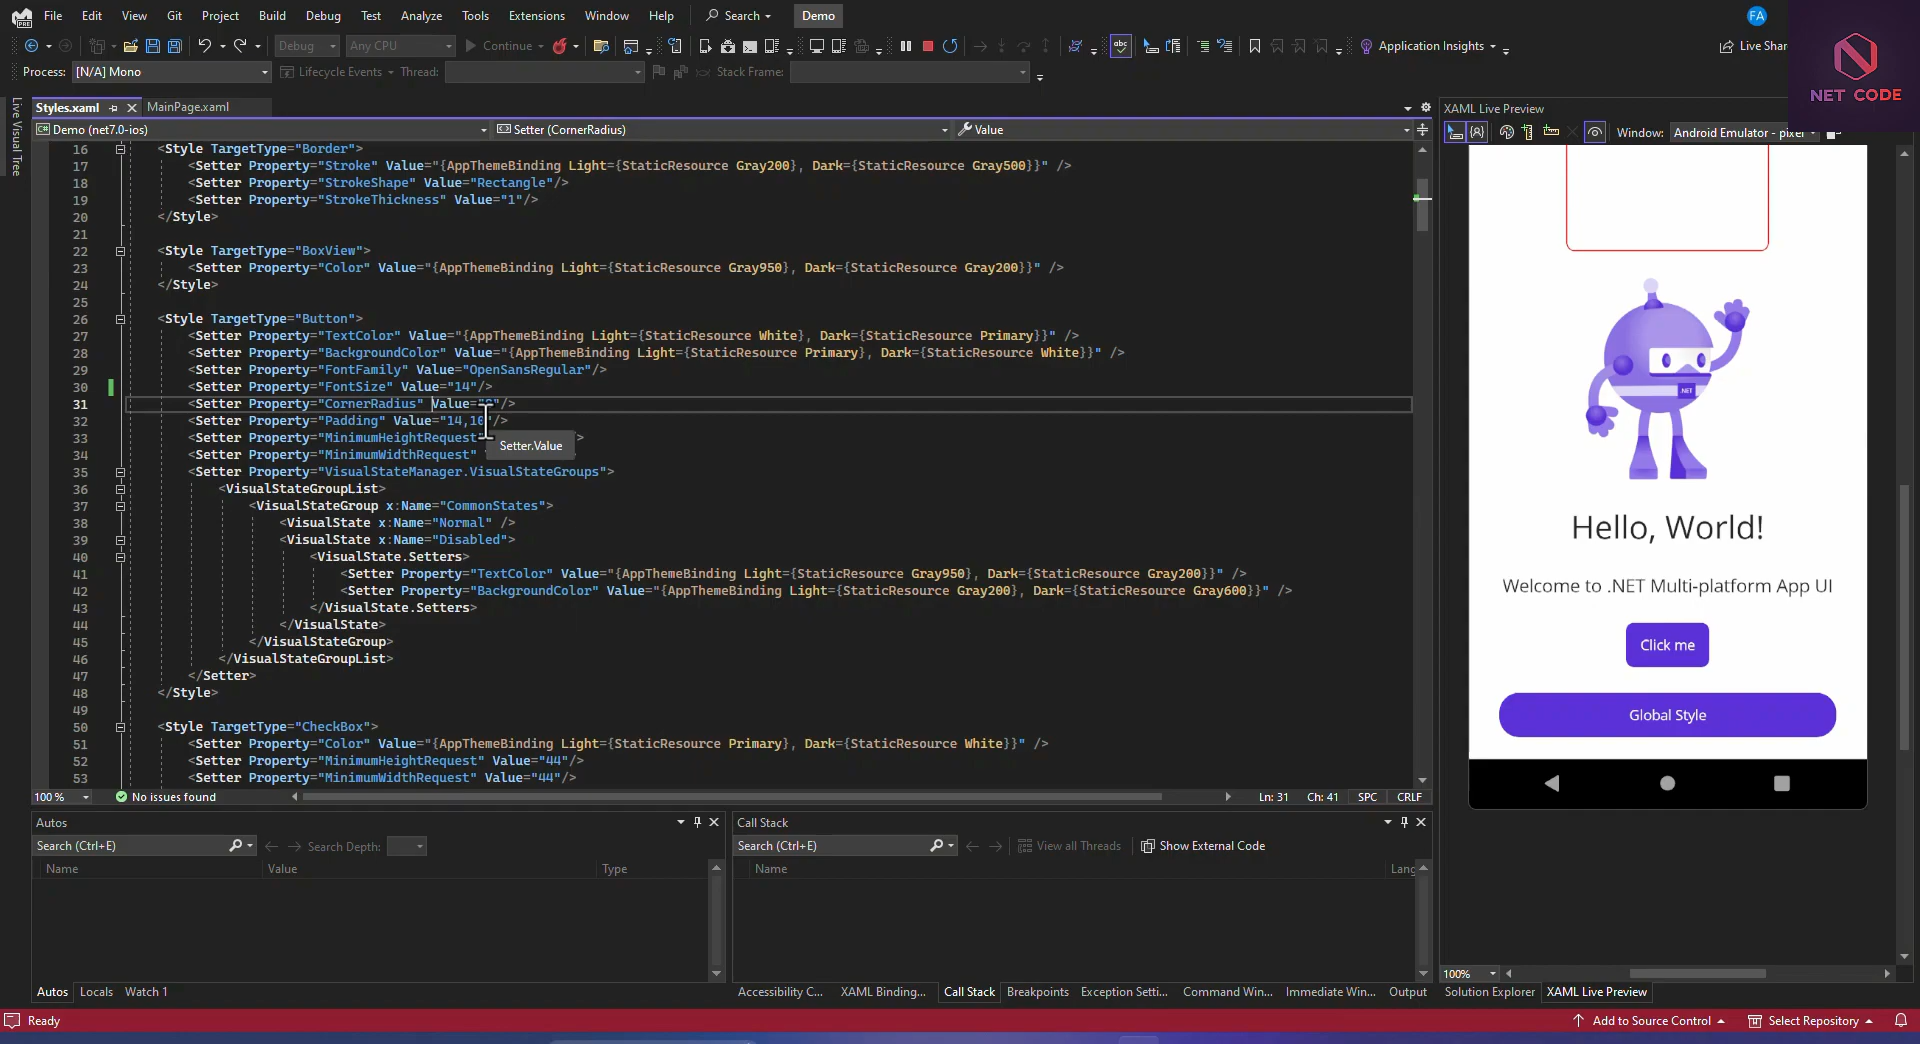 File Edit View Git Project Build Debug Test Analyze Tools Extensions Window Help Search Demo FA
Debug Any CPU Continue abc Application Insights Live Shar
Process: [N/A] Mono Lifecycle Events Thread: Stack Frame:
NET CODE
Live Visual Tree
Styles.xaml MainPage.xaml
Demo (net7.0-ios) Setter (CornerRadius) Value
16 <Style TargetType="Border">
17 <Setter Property="Stroke" Value="{AppThemeBinding Light={StaticResource Gray200}, Dark={StaticResource Gray500}}" />
18 <Setter Property="StrokeShape" Value="Rectangle"/>
19 <Setter Property="StrokeThickness" Value="1"/>
20 </Style>
21
22 <Style TargetType="BoxView">
23 <Setter Property="Color" Value="{AppThemeBinding Light={StaticResource Gray950}, Dark={StaticResource Gray200}}" />
24 </Style>
25
26 <Style TargetType="Button">
27 <Setter Property="TextColor" Value="{AppThemeBinding Light={StaticResource White}, Dark={StaticResource Primary}}" />
28 <Setter Property="BackgroundColor" Value="{AppThemeBinding Light={StaticResource Primary}, Dark={StaticResource White}}" />
29 <Setter Property="FontFamily" Value="OpenSansRegular"/>
30 <Setter Property="FontSize" Value="14"/>
31 <Setter Property="CornerRadius" Value=" "/>
32 <Setter Property="Padding" Value="14,10"/>
33 <Setter Property="MinimumHeightRequest >
34 <Setter Property="MinimumWidthRequest"
Setter.Value
35 <Setter Property="VisualStateManager.VisualStateGroups">
36 <VisualStateGroupList>
37 <VisualStateGroup x:Name="CommonStates">
38 <VisualState x:Name="Normal" />
39 <VisualState x:Name="Disabled">
40 <VisualState.Setters>
41 <Setter Property="TextColor" Value="{AppThemeBinding Light={StaticResource Gray950}, Dark={StaticResource Gray200}}" />
42 <Setter Property="BackgroundColor" Value="{AppThemeBinding Light={StaticResource Gray200}, Dark={StaticResource Gray600}}" />
43 </VisualState.Setters>
44 </VisualState>
45 </VisualStateGroup>
46 </VisualStateGroupList>
47 </Setter>
48 </Style>
49
50 <Style TargetType="CheckBox">
51 <Setter Property="Color" Value="{AppThemeBinding Light={StaticResource Primary}, Dark={StaticResource White}}" />
52 <Setter Property="MinimumHeightRequest" Value="44"/>
53 <Setter Property="MinimumWidthRequest" Value="44"/>
100 % No issues found Ln: 31 Ch: 41 SPC CRLF
XAML Live Preview
Window: Android Emulator - pixel
.NET
Hello, World!
Welcome to .NET Multi-platform App UI
Click me
Global Style
100%
Autos
Search (Ctrl+E) Search Depth:
Name Value Type
Autos Locals Watch 1
Call Stack
Search (Ctrl+E) View all Threads Show External Code
Name Lang
Accessibility C... XAML Binding... Call Stack Breakpoints Exception Setti... Command Win... Immediate Win... Output
Solution Explorer XAML Live Preview
Ready Add to Source Control Select Repository